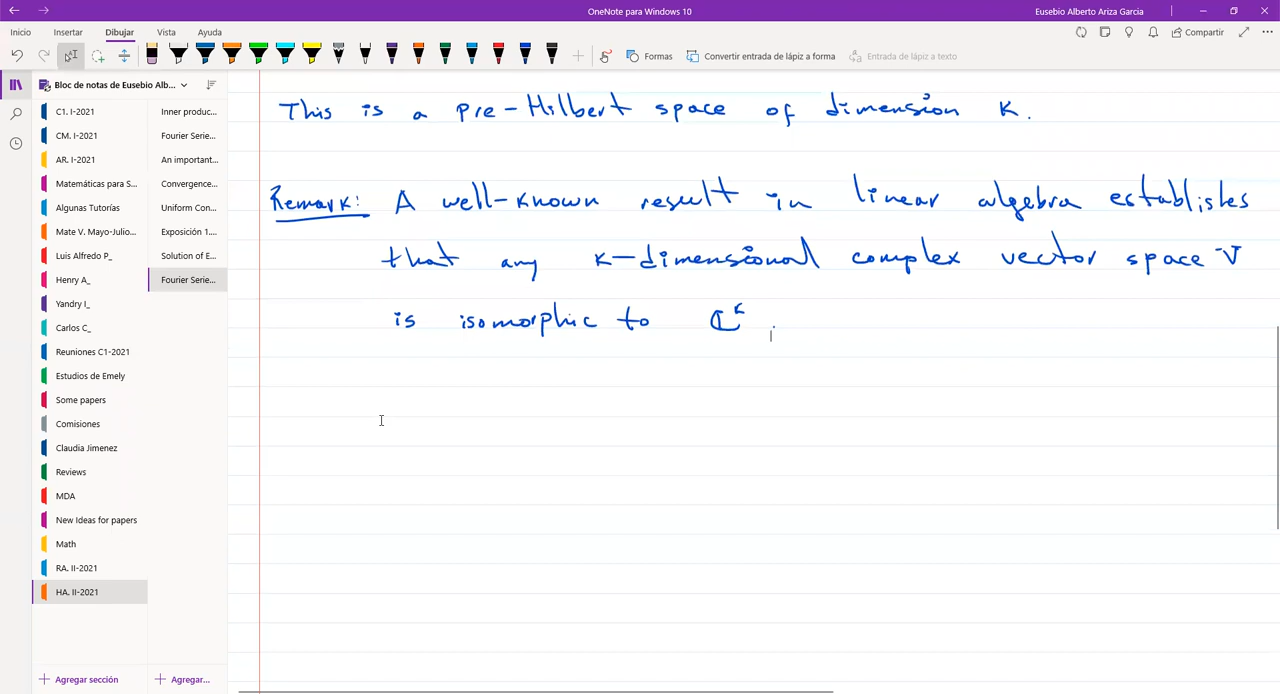 OneNote para Windows 10
Eusebio Alberto Ariza Garcia
Inicio
Insertar
Dibujar
Vista
Ayuda
Compartir
Formas
Convertir entrada de lápiz a forma
Entrada de lápiz a texto
Bloc de notas de Eusebio Alb...
C1. I-2021
CM. I-2021
AR. I-2021
Matemáticas para S...
Algunas Tutorías
Mate V. Mayo-Julio...
Luis Alfredo P_
Henry A_
Yandry I_
Carlos C_
Reuniones C1-2021
Estudios de Emely
Some papers
Comisiones
Claudia Jimenez
Reviews
MDA
New Ideas for papers
Math
RA. II-2021
HA. II-2021
Agregar sección
Inner produc...
Fourier Serie...
An important...
Convergence...
Uniform Con...
Exposición 1....
Solution of E...
Fourier Serie...
Agregar...
This is a pre-Hilbert space of dimensión K.
Remark: A well-known result in linear algebra establishes
that any K-dimensional complex vector space V
is isomorphic to ℂᴷ.